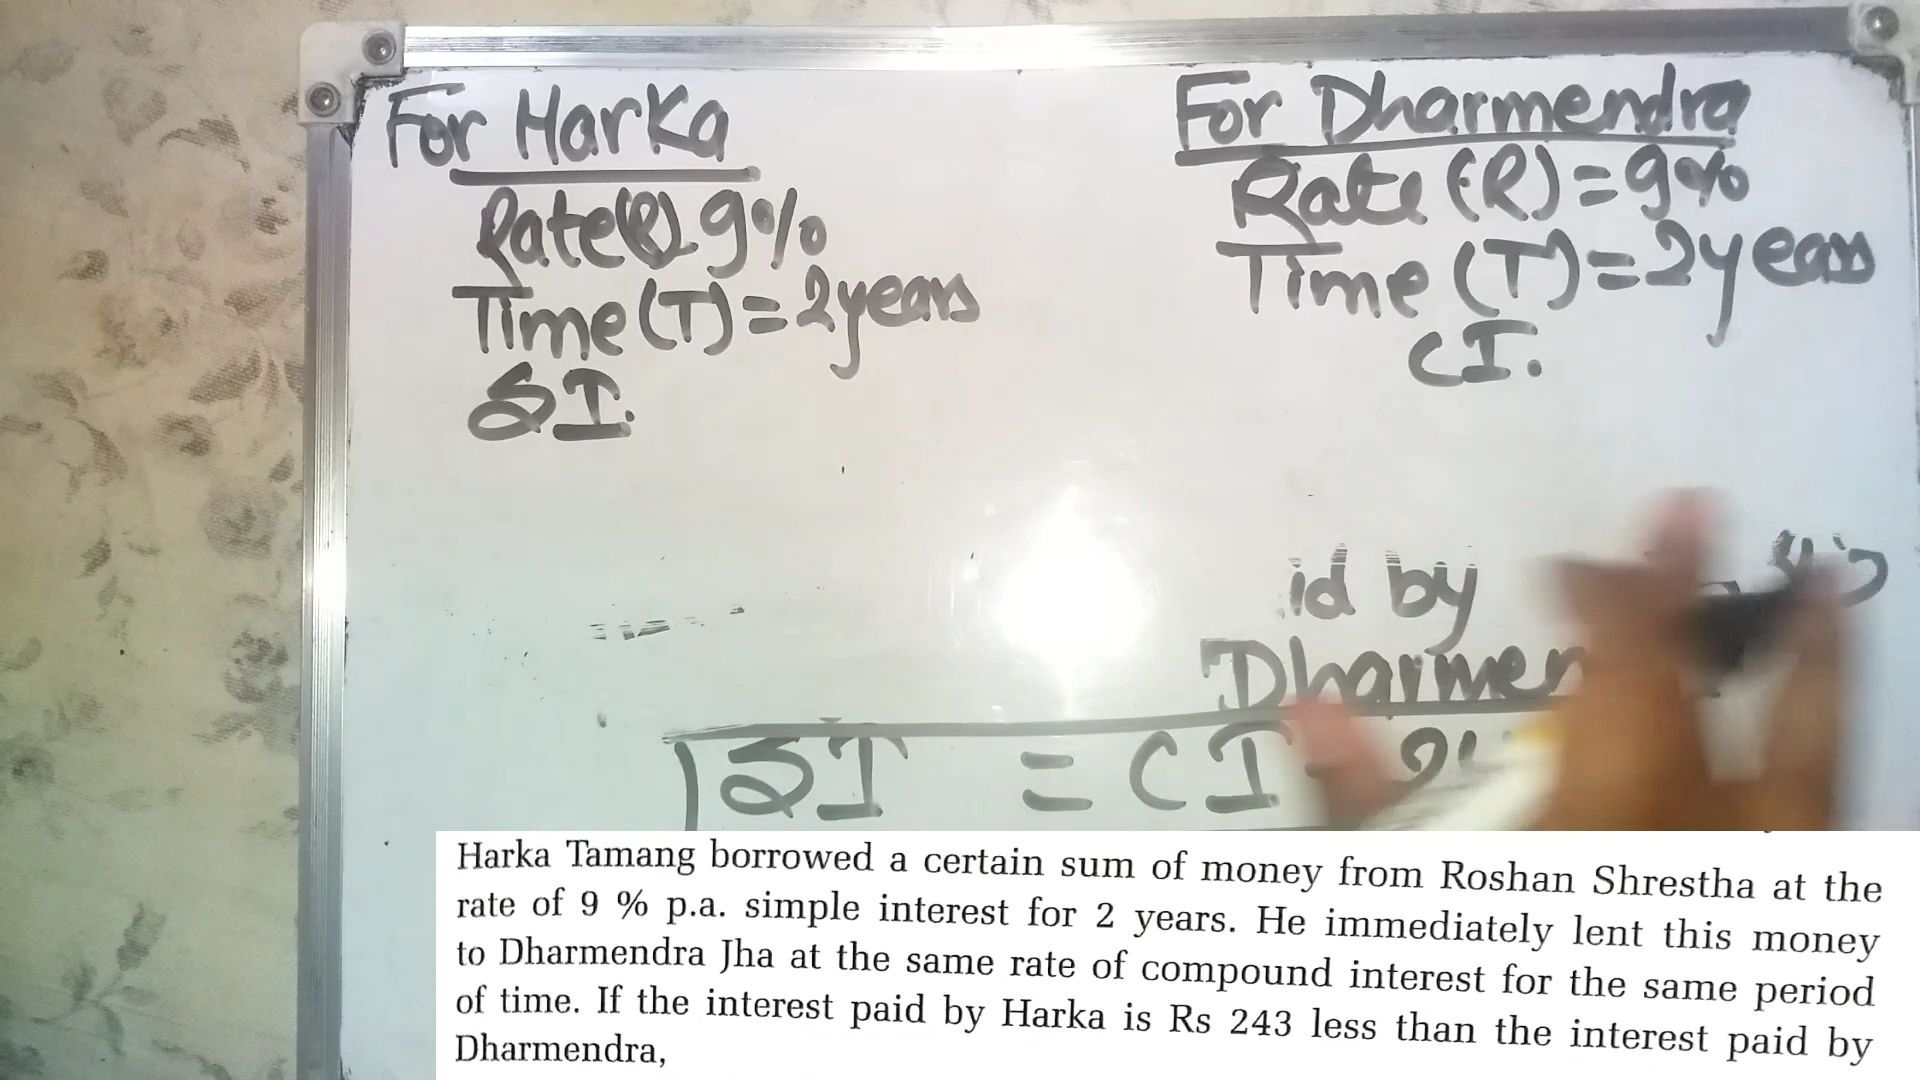 For Harka
Rate(R) 9%
Time(T)=2years
SI.
For Dharmendra
Rate (R)=9%
Time (T)=2years
CI.
id by
Dharmen
SI = CI
Harka Tamang borrowed a certain sum of money from Roshan Shrestha at the
rate of 9 % p.a. simple interest for 2 years. He immediately lent this money
to Dharmendra Jha at the same rate of compound interest for the same period
of time. If the interest paid by Harka is Rs 243 less than the interest paid by
Dharmendra,